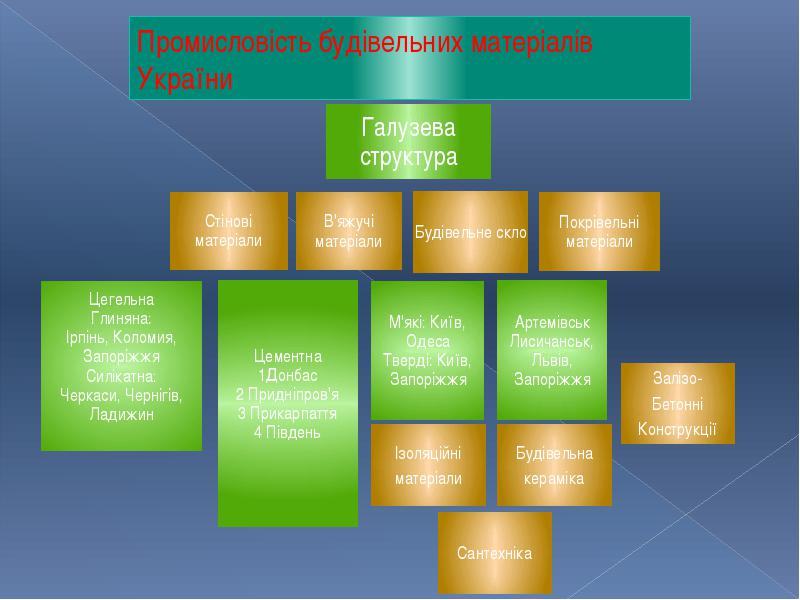 Промисловість будівельних матеріалів
України
Галузева
структура
Стінові
матеріали
В'яжучі
матеріали
Будівельне скло
Покрівельні
матеріали
Цегельна
Глиняна:
Ірпінь, Коломия,
Запоріжжя
Силікатна:
Черкаси, Чернігів,
Ладижин
Цементна
1Донбас
2 Придніпров'я
3 Прикарпаття
4 Південь
М'які: Київ,
Одеса
Тверді: Київ,
Запоріжжя
Артемівськ
Лисичанськ,
Львів,
Запоріжжя
Залізо-
Бетонні
Конструкції
Ізоляційні
матеріали
Будівельна
кераміка
Сантехніка